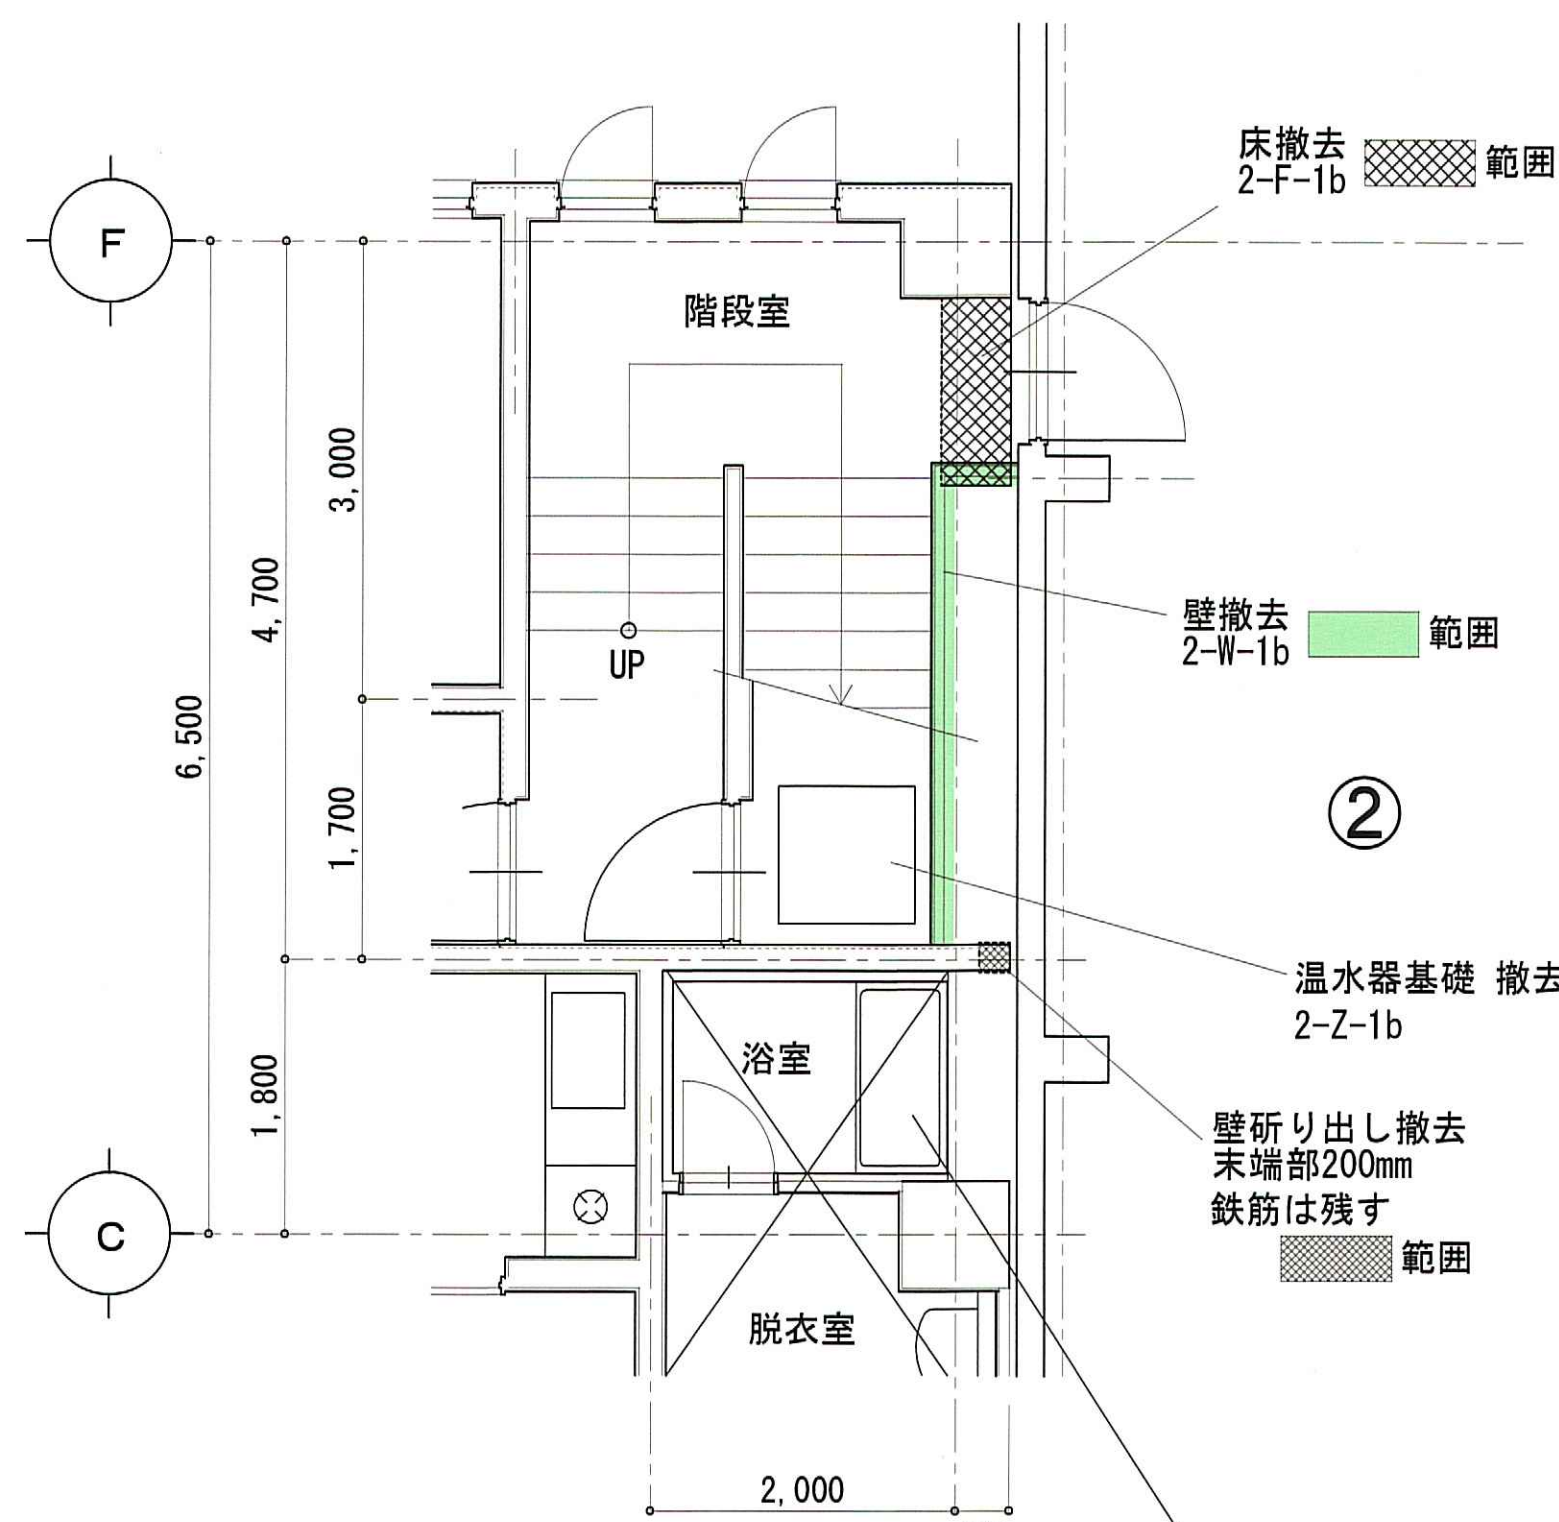 床撤去
2-F-1b
範囲
F
階段室
3,000
4,700
6,500
UP
壁撤去
2-W-1b
範囲
1,700
②
温水器基礎 撤去
2-Z-1b
浴室
1,800
壁斫り出し撤去
末端部200mm
鉄筋は残す
範囲
C
脱衣室
2,000